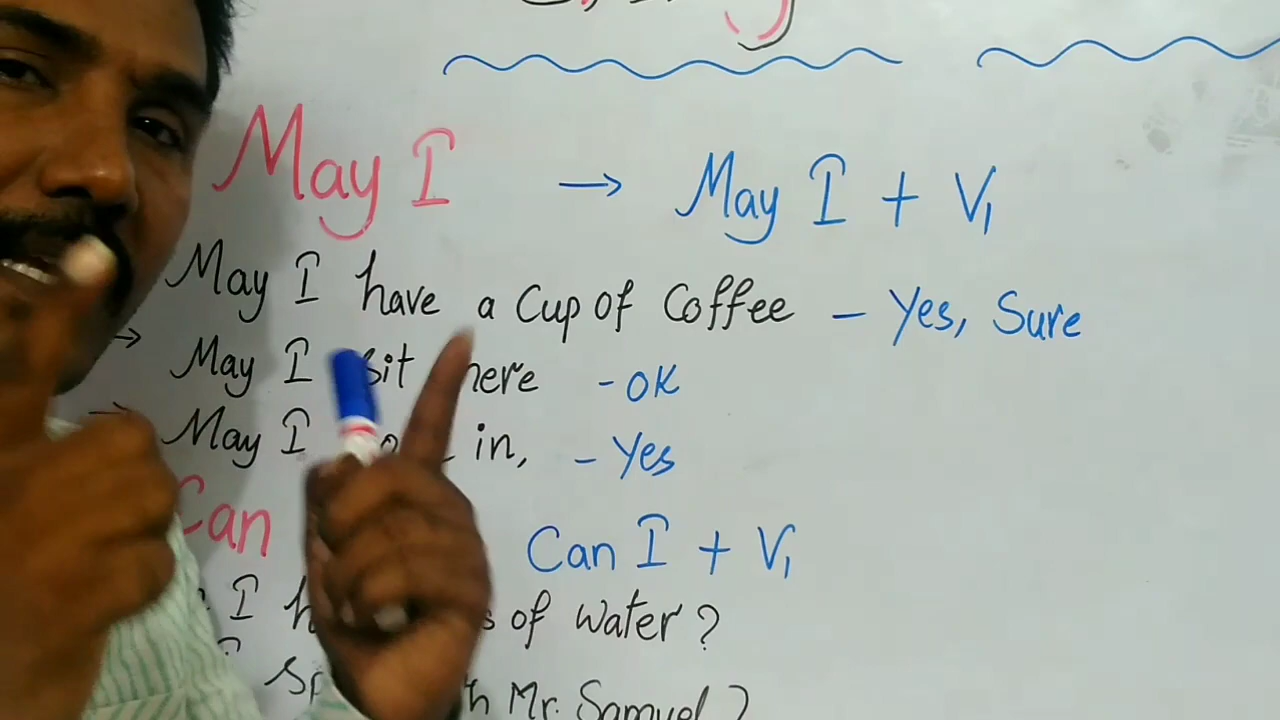 May I → May I + V₁
May I have a Cup of Coffee – Yes, Sure
→ May I sit here – OK
→ May I in, – Yes
Can Can I + V₁
I of Water?
Mr. Samuel?